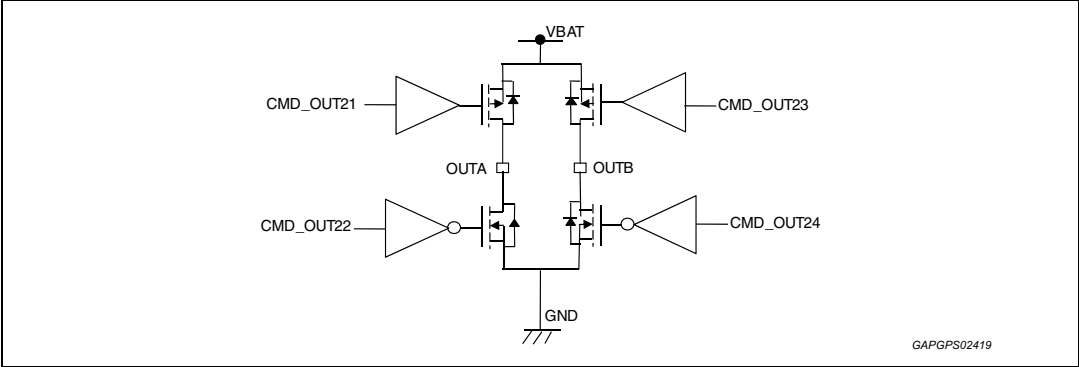 VBAT
CMD_OUT21
CMD_OUT23
OUTA
OUTB
CMD_OUT22
CMD_OUT24
GND
GAPGPS02419